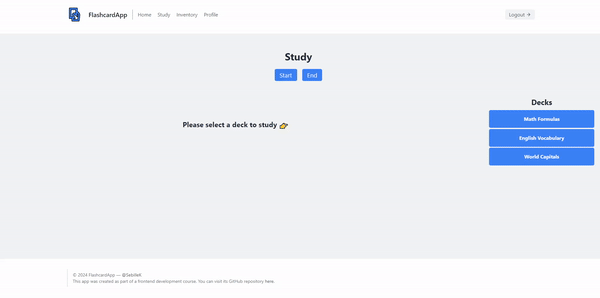 FlashcardApp Home Study Inventory Profile Logout →
Study
Start End
Decks
Math Formulas
Please select a deck to study 👉
English Vocabulary
World Capitals
© 2024 FlashcardApp — @SebilleK
This app was created as part of a frontend development course. You can visit its GitHub repository here.